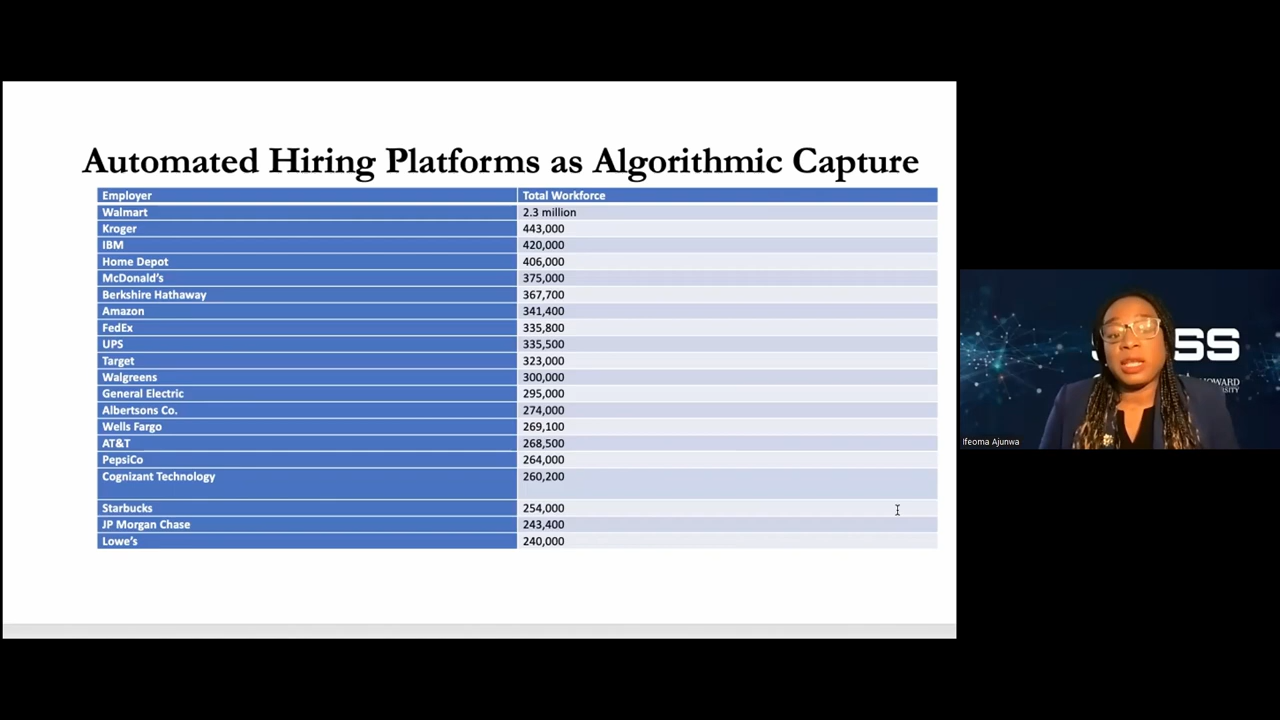 Automated Hiring Platforms as Algorithmic Capture
Employer Total Workforce
Walmart 2.3 million
Kroger 443,000
IBM 420,000
Home Depot 406,000
McDonald's 375,000
Berkshire Hathaway 367,700
Amazon 341,400
FedEx 335,800
UPS 335,500
Target 323,000
Walgreens 300,000
General Electric 295,000
Albertsons Co. 274,000
Wells Fargo 269,100
AT&T 268,500
PepsiCo 264,000
Cognizant Technology 260,200
Starbucks 254,000
JP Morgan Chase 243,400
Lowe's 240,000
Ifeoma Ajunwa